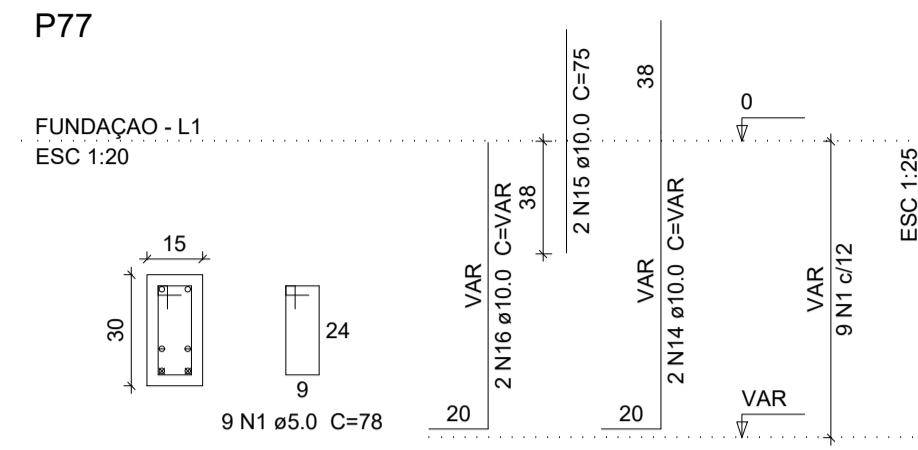 P77
FUNDAÇAO - L1
ESC 1:20
15
30
24
9
9 N1 ø5.0 C=78
VAR
2 N16 ø10.0 C=VAR
20
38
2 N15 ø10.0 C=75
38
VAR
2 N14 ø10.0 C=VAR
20
0
VAR
VAR
9 N1 c/12
ESC 1:25